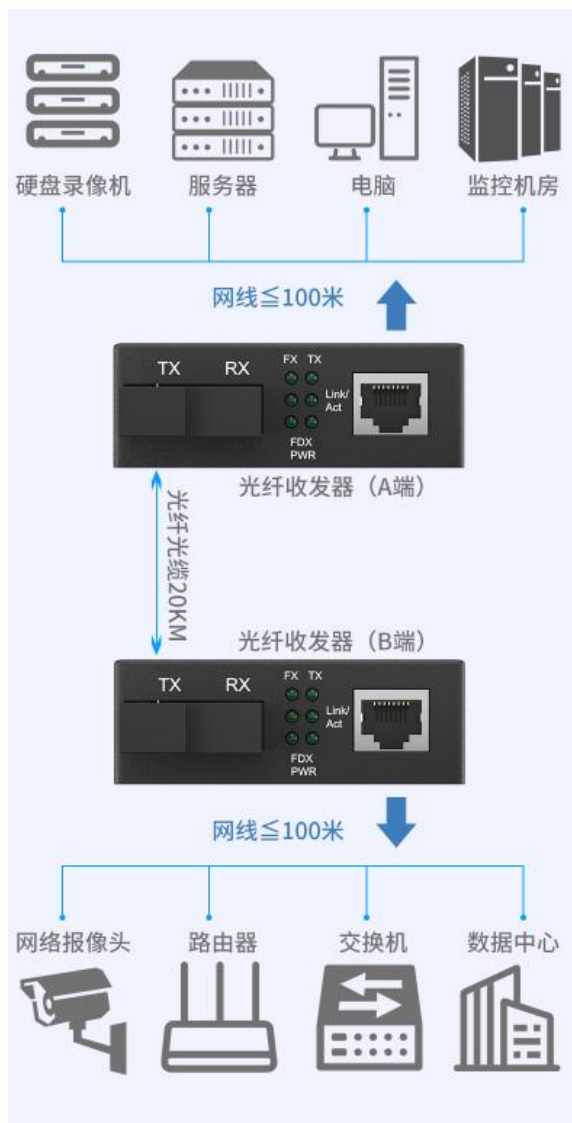 硬盘录像机 服务器 电脑 监控机房
网线≦100米
TX RX FX TX
Link/
Act
FDX
PWR
光纤收发器（A端）
光纤光缆20KM
光纤收发器（B端）
TX RX FX TX
Link/
Act
FDX
PWR
网线≦100米
网络报像头 路由器 交换机 数据中心